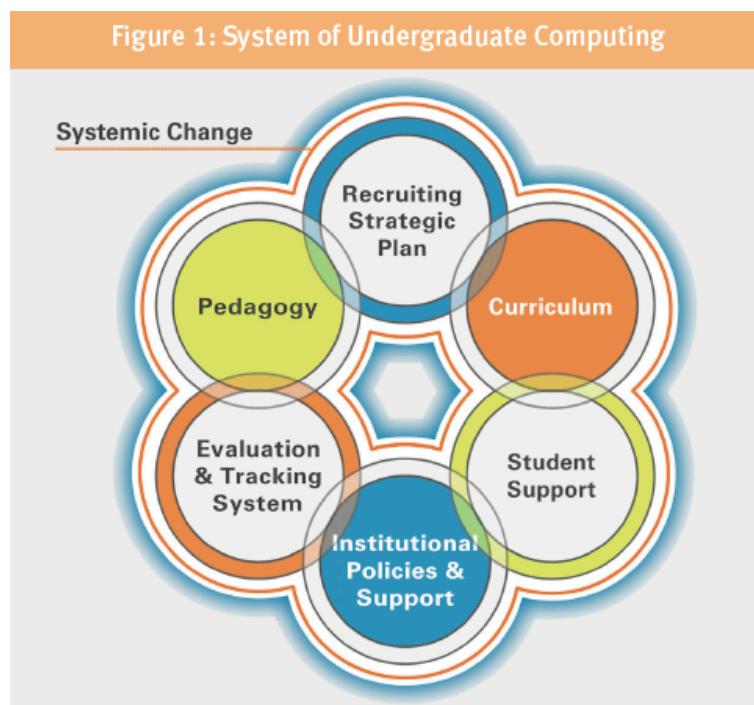 Figure 1: System of Undergraduate Computing
Systemic Change
Recruiting
Strategic
Plan
Pedagogy
Curriculum
Evaluation
& Tracking
System
Student
Support
Institutional
Policies &
Support